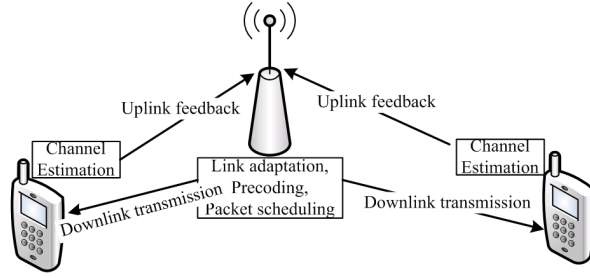 Uplink feedback
Uplink feedback
Channel
Estimation
Channel
Estimation
Link adaptation,
Precoding,
Packet scheduling
Downlink transmission
Downlink transmission